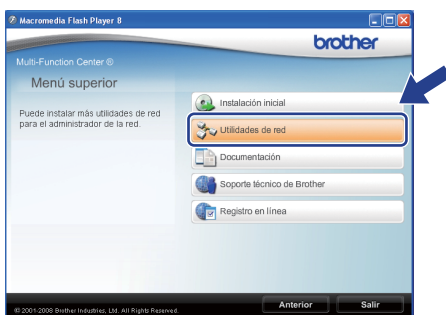 Macromedia Flash Player 8
brother
Multi-Function Center ®
Menú superior
Puede instalar más utilidades de red
para el administrador de la red.
Instalación inicial
Utilidades de red
Documentación
Soporte técnico de Brother
Registro en línea
© 2001-2008 Brother Industries, Ltd. All Rights Reserved.
Anterior
Salir